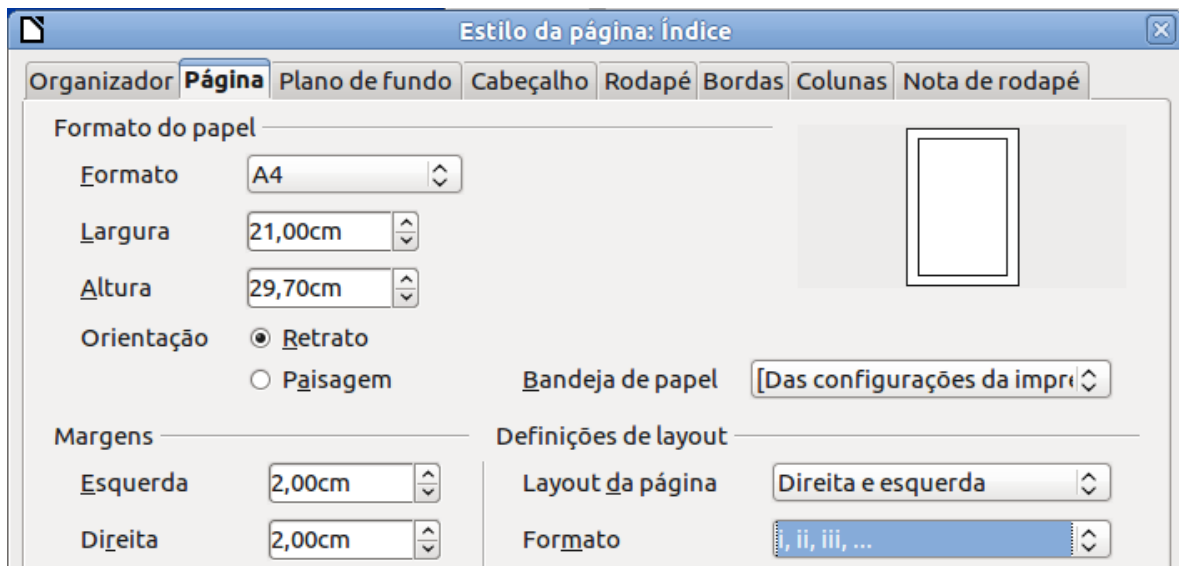 Estilo da página: Índice
Organizador Página Plano de fundo Cabeçalho Rodapé Bordas Colunas Nota de rodapé
Formato do papel
Formato A4
Largura 21,00cm
Altura 29,70cm
Orientação Retrato
Paisagem Bandeja de papel [Das configurações da impre
Margens Definições de layout
Esquerda 2,00cm Layout da página Direita e esquerda
Direita 2,00cm Formato i, ii, iii, ...